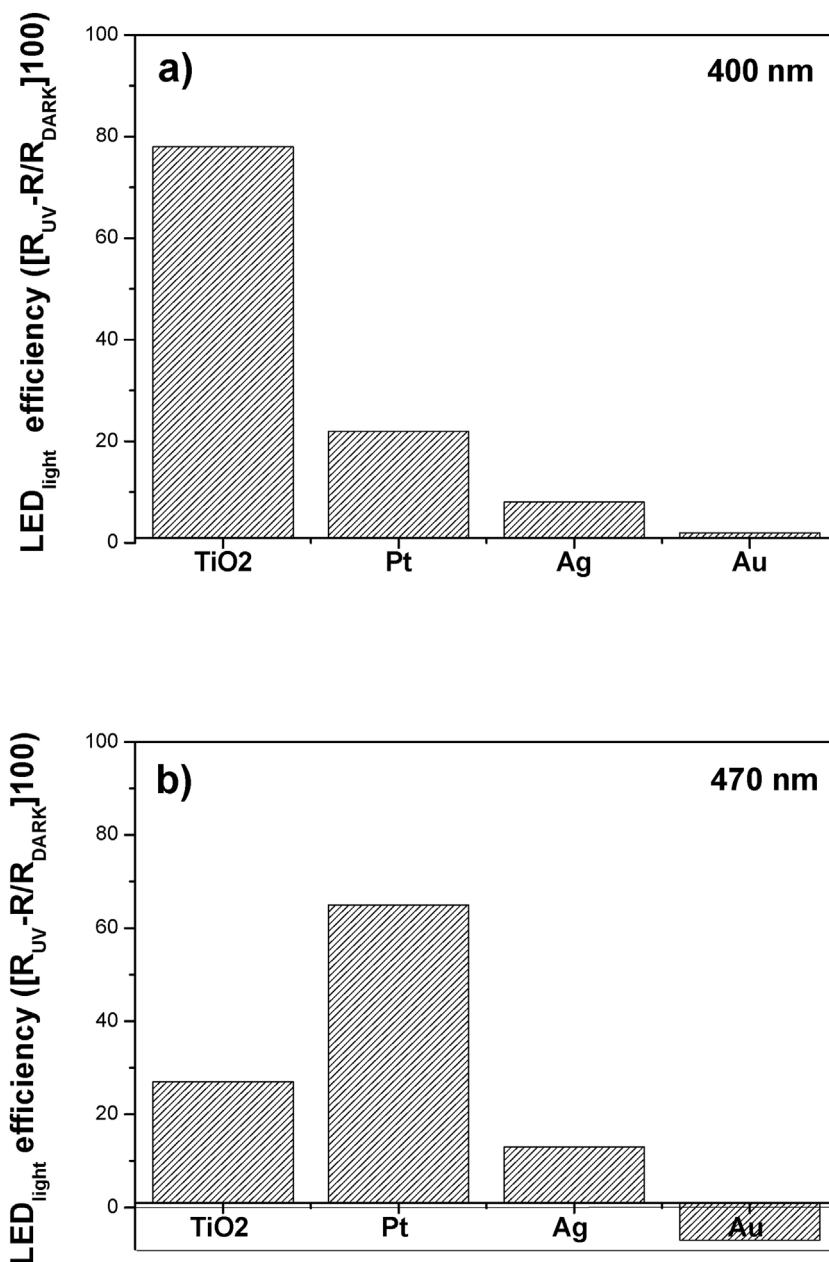 a)
400 nm
LED_light efficiency ([R_UV-R/R_DARK]]100)
100
80
60
40
20
0
TiO2 Pt Ag Au
b)
470 nm
LED_light efficiency ([R_UV-R/R_DARK]]100)
100
80
60
40
20
0
TiO2 Pt Ag Au